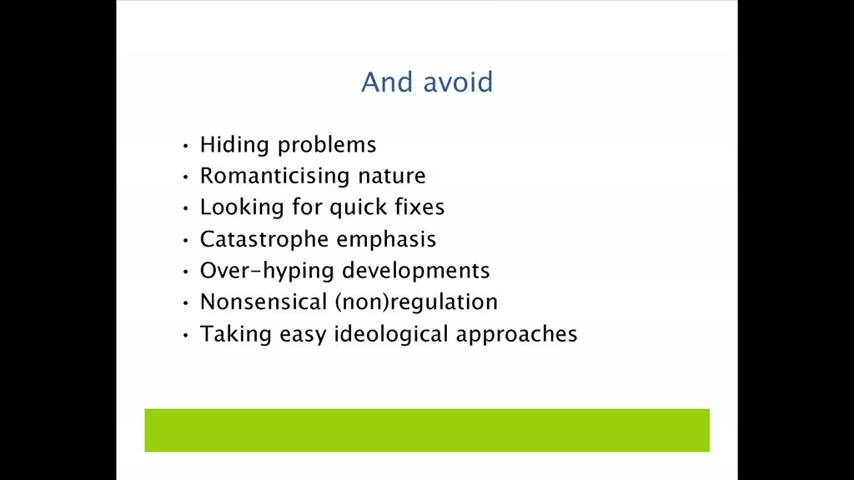 And avoid
• Hiding problems
• Romanticising nature
• Looking for quick fixes
• Catastrophe emphasis
• Over-hyping developments
• Nonsensical (non)regulation
• Taking easy ideological approaches